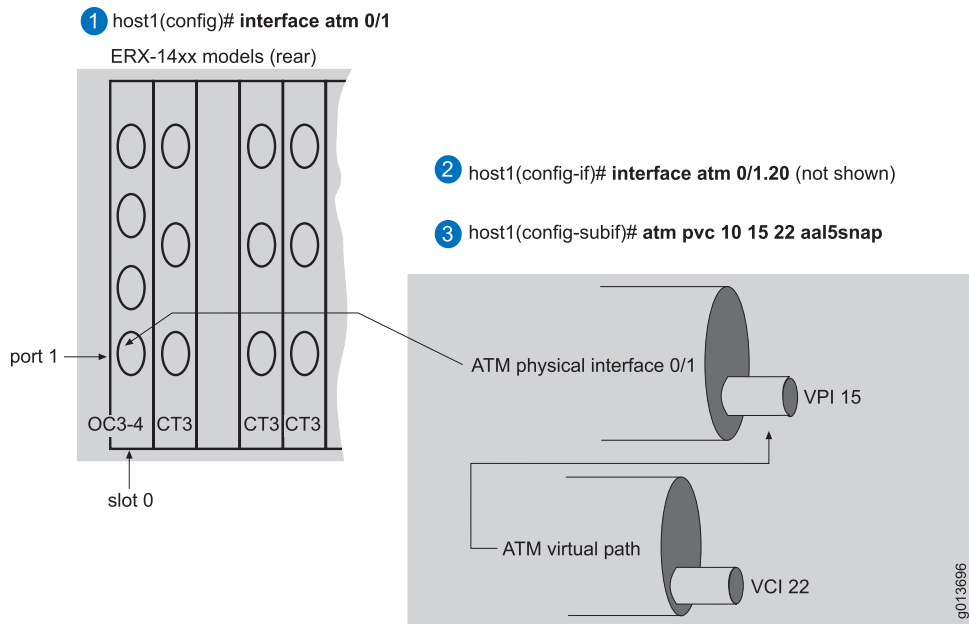 1 host1(config)# interface atm 0/1
ERX-14xx models (rear)
2 host1(config-if)# interface atm 0/1.20 (not shown)
3 host1(config-subif)# atm pvc 10 15 22 aal5snap
port 1
ATM physical interface 0/1
VPI 15
OC3-4 CT3 CT3 CT3
slot 0
ATM virtual path
VCI 22
g013696